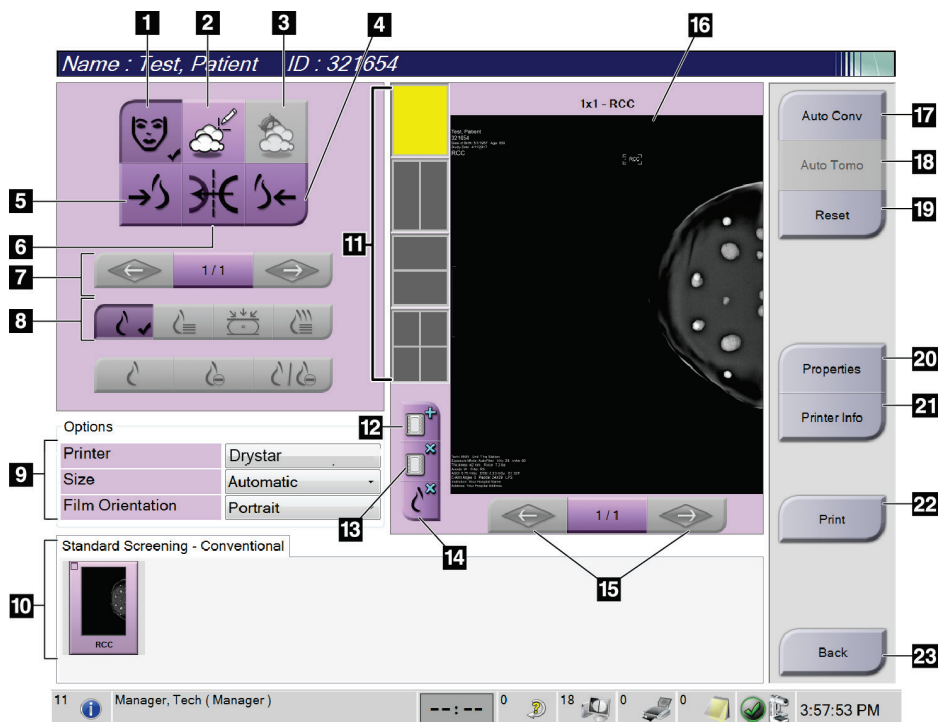 1 2 3 4 16
Name : Test, Patient ID : 321654
1x1 - RCC
Test, Patient
321654
RCC
RCC
Auto Conv 17
Auto Tomo 18
Reset 19
5
6
11
7 1 / 1
8
Properties 20
Printer Info 21
12
Options
9
Printer Drystar
Size Automatic
Film Orientation Portrait
13
14
1 / 1
15
Print 22
Standard Screening - Conventional
10
RCC
Back 23
11 Manager, Tech ( Manager ) --:-- 0 18 0 0 3:57:53 PM